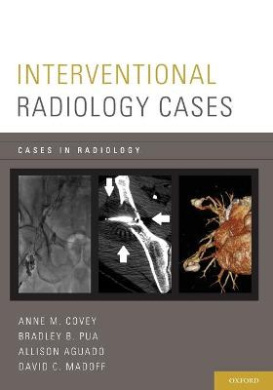 INTERVENTIONAL
RADIOLOGY CASES
CASES IN RADIOLOGY
ANNE M. COVEY
BRADLEY B. PUA
ALLISON AGUADO
DAVID C. MADOFF
OXFORD